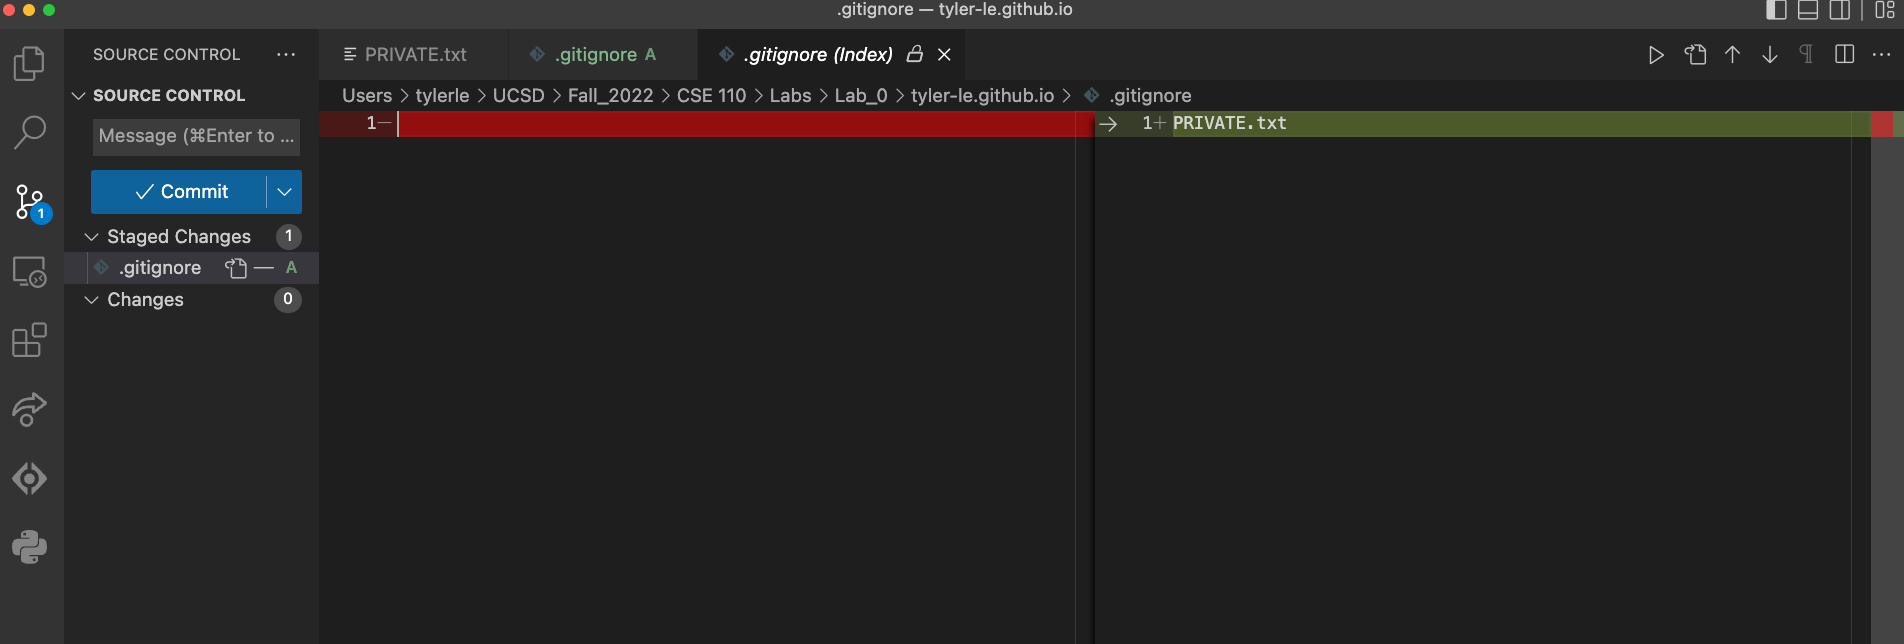 .gitignore — tyler-le.github.io
SOURCE CONTROL ···
PRIVATE.txt .gitignore A .gitignore (Index)
SOURCE CONTROL
Users > tylerle > UCSD > Fall_2022 > CSE 110 > Labs > Lab_0 > tyler-le.github.io > .gitignore
Message (⌘Enter to ...
1— → 1+ PRIVATE.txt
Commit
1
Staged Changes 1
.gitignore — A
Changes 0